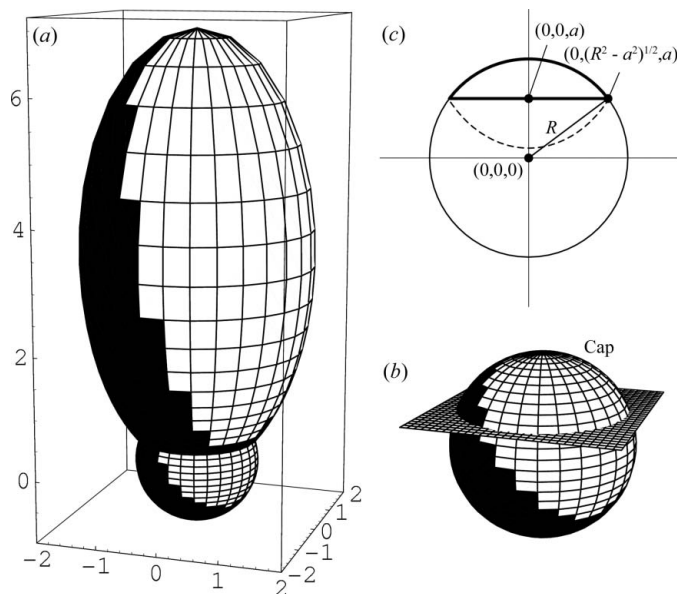 (a)
6
4
2
0
−2
−1
0
1
2
−2
−1
0
1
2
(c)
(0,0,a)
(0,(R² - a²)^{1/2},a)
R
(0,0,0)
(b)
Cap